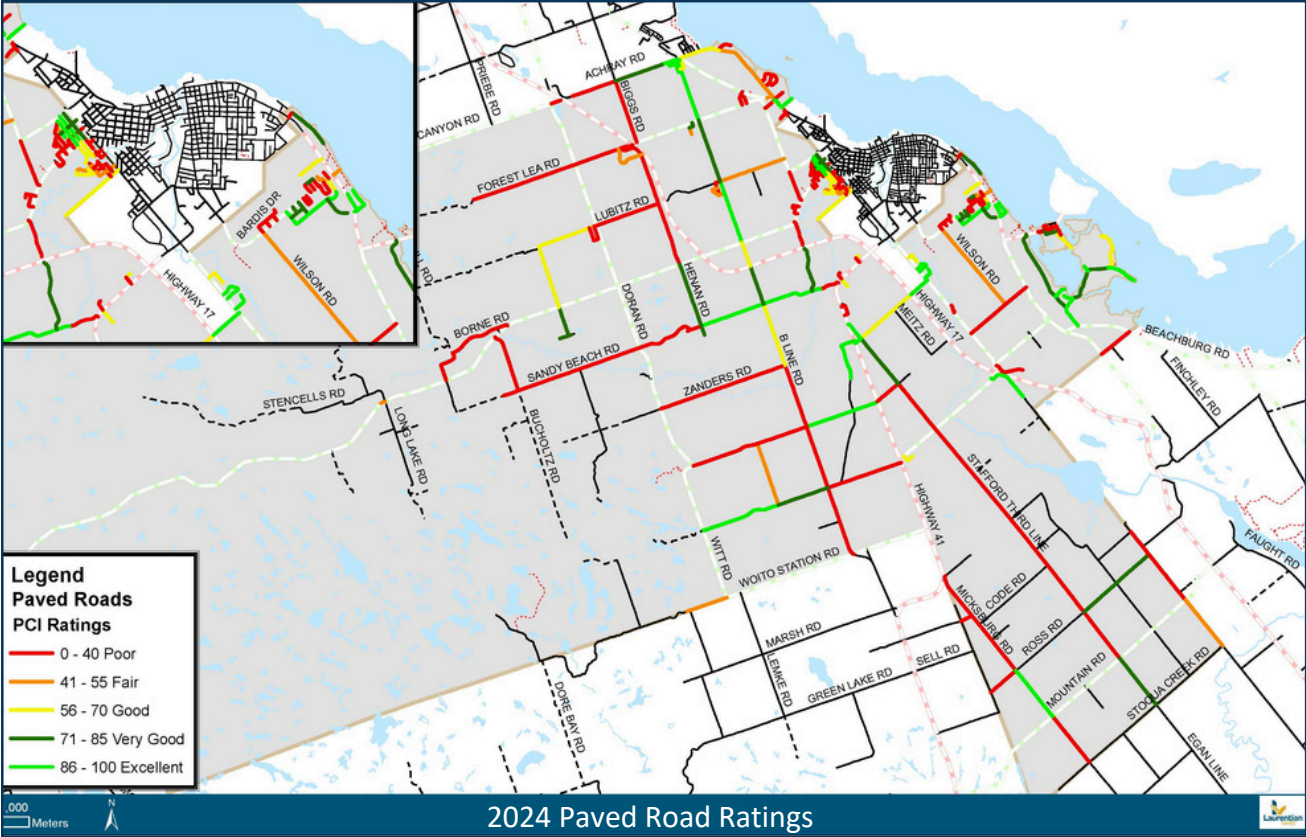 BARDIS DR
WILSON RD
HIGHWAY 17
PRIEBE RD
ACHRAY RD
BIGGS RD
CANYON RD
FOREST LEA RD
LUBITZ RD
HENAN RD
DORAN RD
BORNE RD
SANDY BEACH RD
B LINE RD
ZANDERS RD
WILSON RD
HIGHWAY 17
MEITZ RD
BEACHBURG RD
FINCHLEY RD
STENCELLS RD
LONG LAKE RD
BUCHOLTZ RD
STAFFORD THIRD LINE
HIGHWAY 41
WITT RD
WOITO STATION RD
FAUGHT RD
MICKSBURG RD
CODE RD
ROSS RD
MARSH RD
SELL RD
LEMKE RD
GREEN LAKE RD
MOUNTAIN RD
STOQUA CREEK RD
DORE BAY RD
EGAN LINE
Legend
Paved Roads
PCI Ratings
0 - 40 Poor
41 - 55 Fair
56 - 70 Good
71 - 85 Very Good
86 - 100 Excellent
,000
Meters
N
2024 Paved Road Ratings
Laurentian